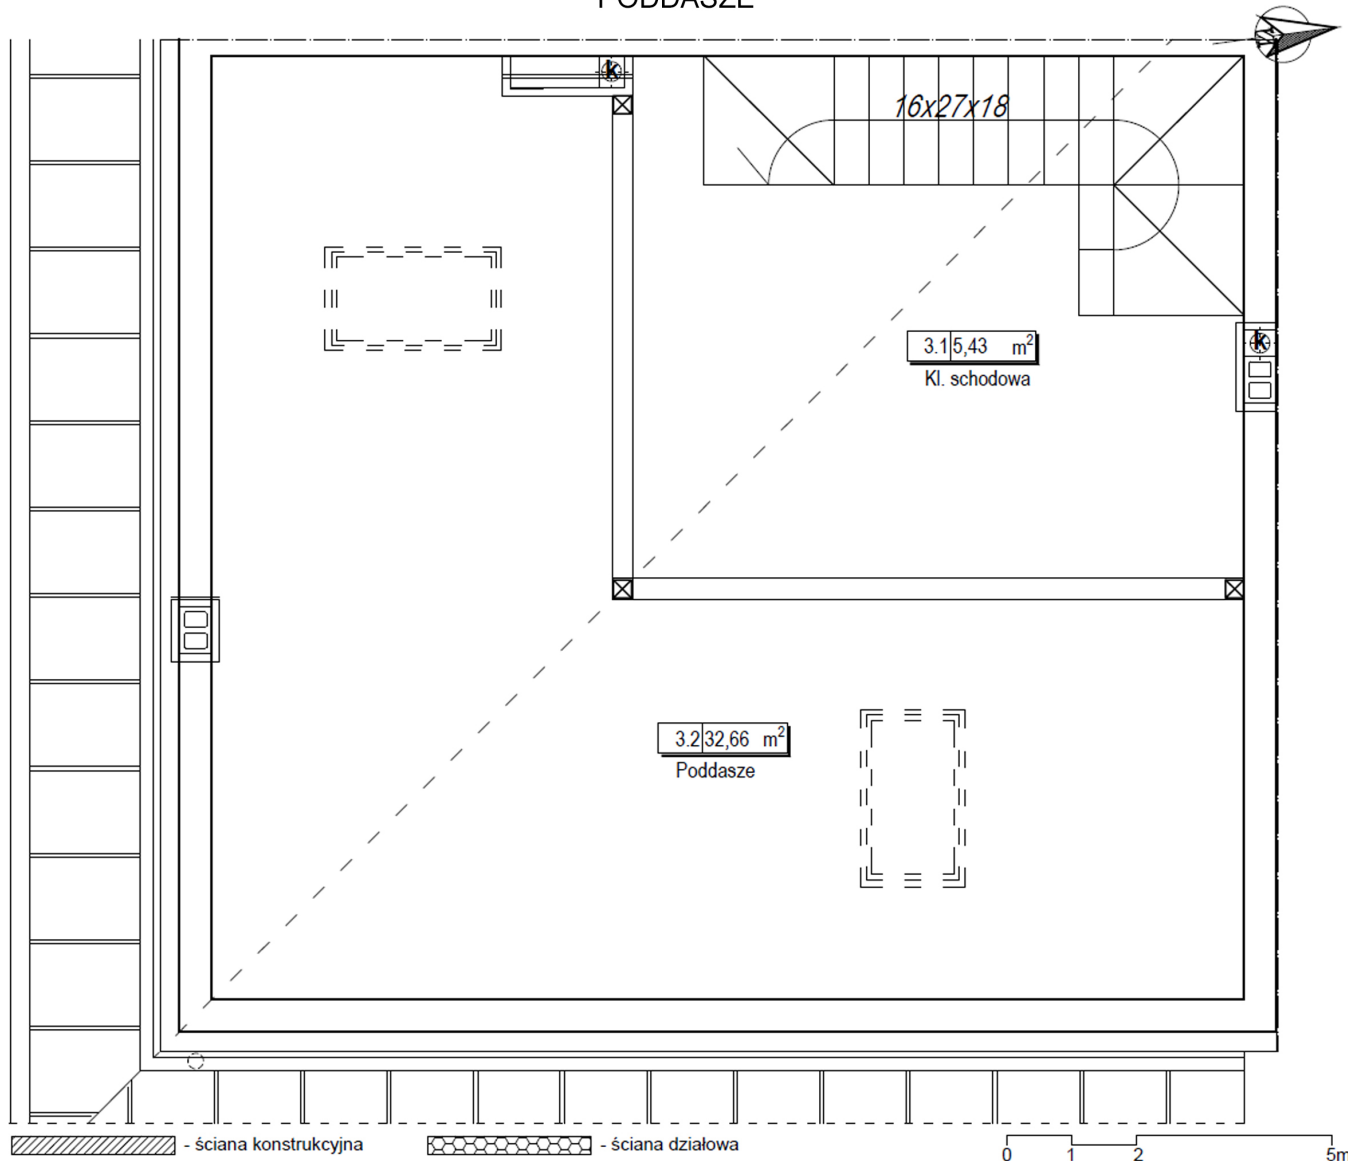 PODDASZE
k
16x27x18
3.1 5,43 m²
Kl. schodowa
k
3.2 32,66 m²
Poddasze
- ściana konstrukcyjna
- ściana działowa
0 1 2 5m